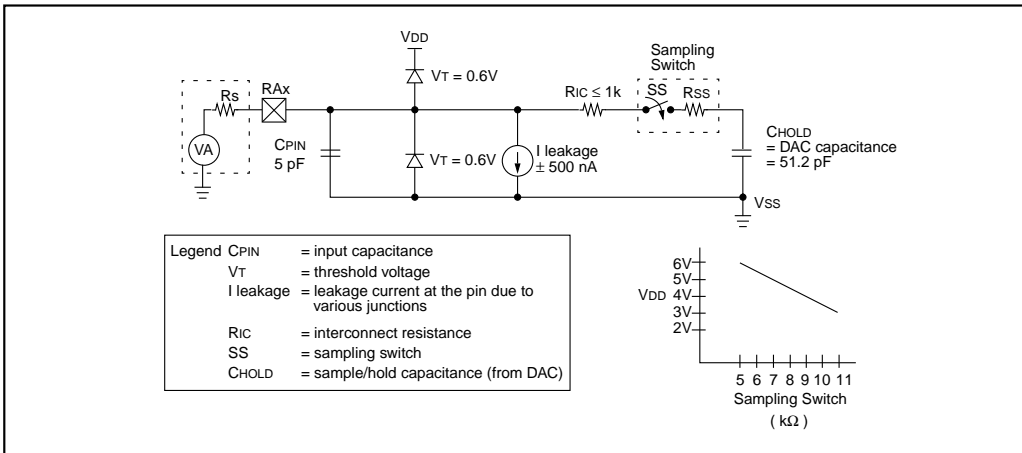 VDD
Sampling
Switch
VT = 0.6V
RAx
Rs
RIC ≤ 1k
SS
RSS
CPIN
5 pF
VA
VT = 0.6V
I leakage
± 500 nA
CHOLD
= DAC capacitance
= 51.2 pF
VSS
Legend CPIN = input capacitance
VT = threshold voltage
I leakage = leakage current at the pin due to
various junctions
RIC = interconnect resistance
SS = sampling switch
CHOLD = sample/hold capacitance (from DAC)
6V
5V
VDD 4V
3V
2V
5 6 7 8 9 10 11
Sampling Switch
( kΩ )